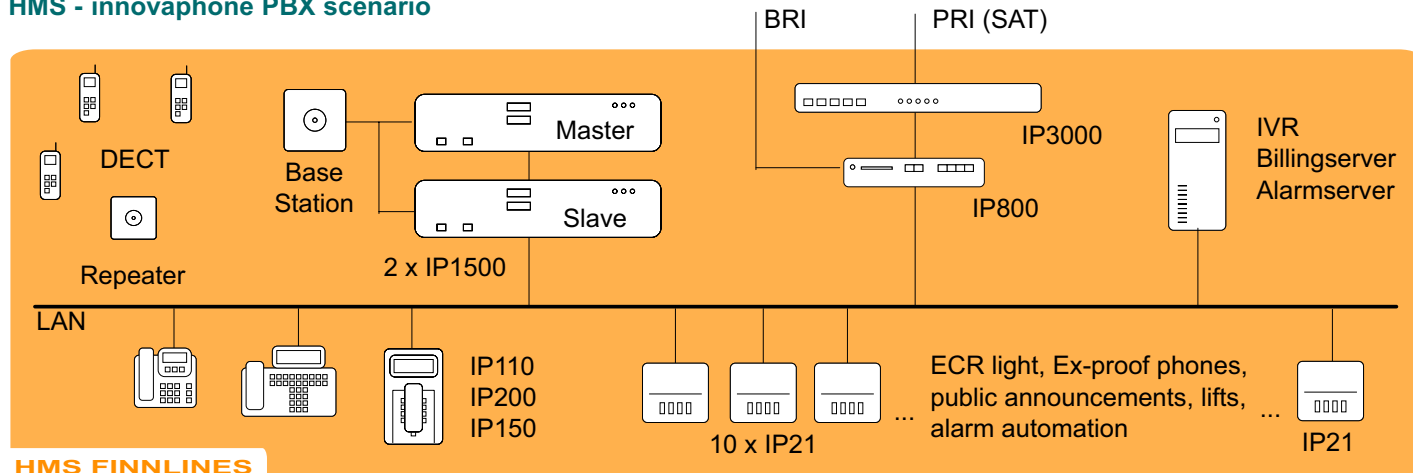 HMS - innovaphone PBX scenario
BRI
PRI (SAT)
DECT
Repeater
Base
Station
Master
Slave
2 x IP1500
IP3000
IP800
IVR
Billingserver
Alarmserver
LAN
IP110
IP200
IP150
10 x IP21
...
ECR light, Ex-proof phones,
public announcements, lifts,
alarm automation
...
IP21
HMS FINNLINES